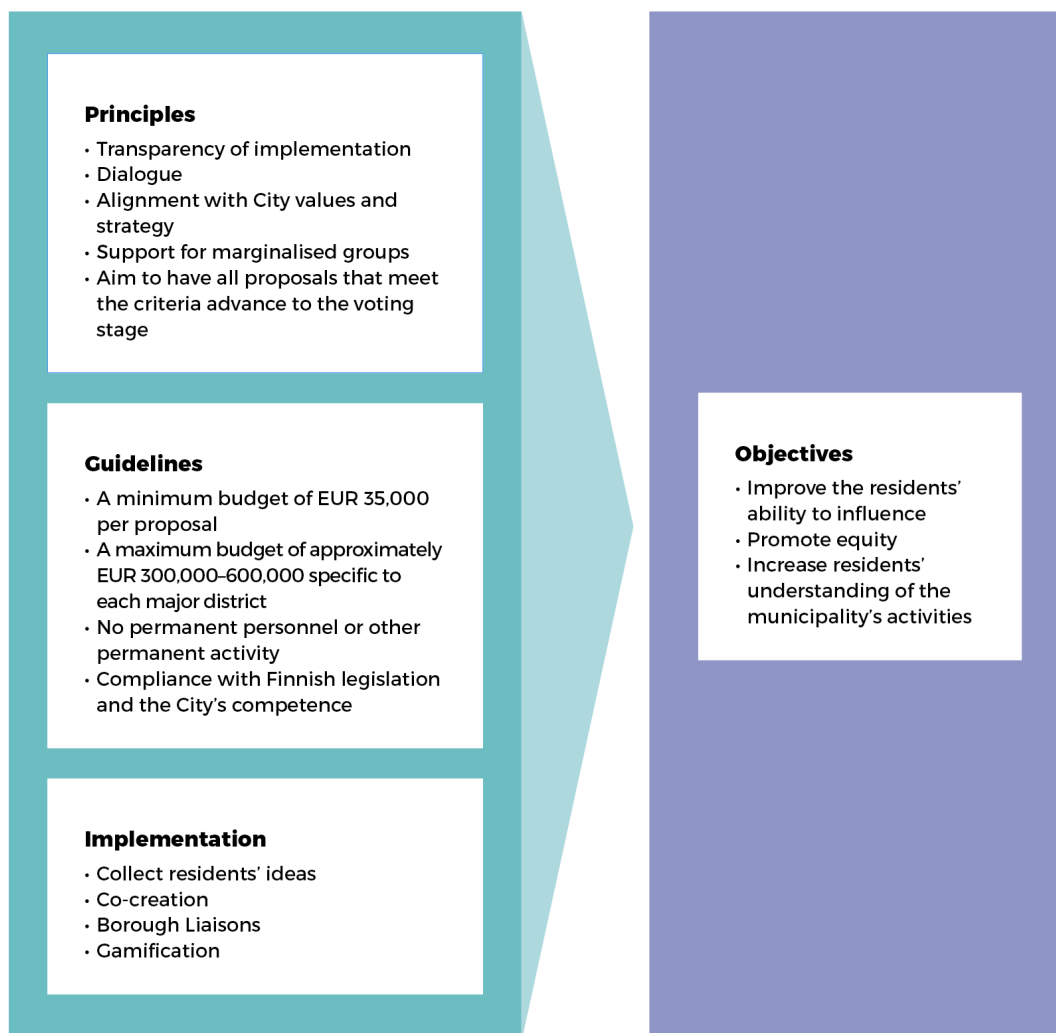 Principles
· Transparency of implementation
· Dialogue
· Alignment with City values and
strategy
· Support for marginalised groups
· Aim to have all proposals that meet
the criteria advance to the voting
stage
Guidelines
· A minimum budget of EUR 35,000
per proposal
· A maximum budget of approximately
EUR 300,000–600,000 specific to
each major district
· No permanent personnel or other
permanent activity
· Compliance with Finnish legislation
and the City’s competence
Implementation
· Collect residents’ ideas
· Co-creation
· Borough Liaisons
· Gamification
Objectives
· Improve the residents’
ability to influence
· Promote equity
· Increase residents’
understanding of the
municipality’s activities